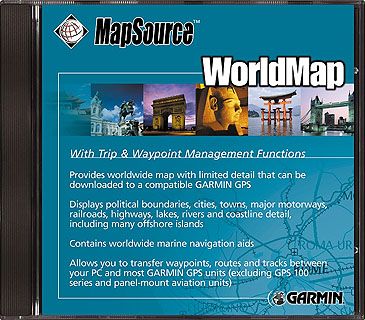 MapSource™
WorldMap
With Trip & Waypoint Management Functions
Provides worldwide map with limited detail that can be
downloaded to a compatible GARMIN GPS
Displays political boundaries, cities, towns, major motorways,
railroads, highways, lakes, rivers and coastline detail,
including many offshore islands
Contains worldwide marine navigation aids
Allows you to transfer waypoints, routes and tracks between
your PC and most GARMIN GPS units (excluding GPS 100
series and panel-mount aviation units)
ROMA-UR
GARMIN